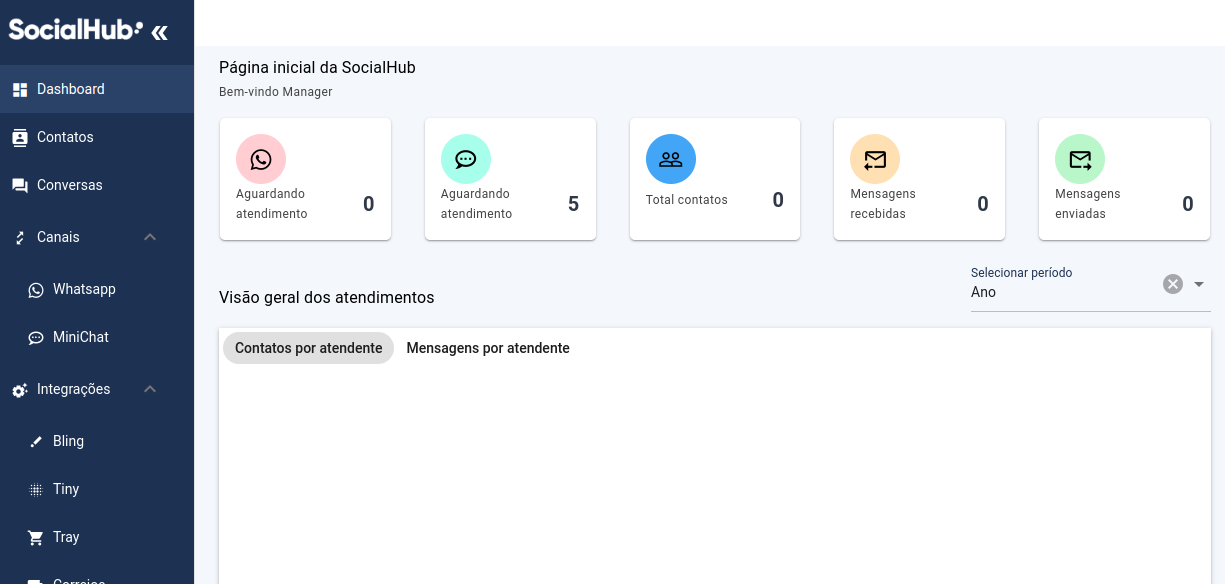 SocialHub
Dashboard
Contatos
Conversas
Canais
Whatsapp
MiniChat
Integrações
Bling
Tiny
Tray
Correios
Página inicial da SocialHub
Bem-vindo Manager
Aguardando
atendimento
0
Aguardando
atendimento
5
Total contatos
0
Mensagens
recebidas
0
Mensagens
enviadas
0
Visão geral dos atendimentos
Selecionar período
Ano
Contatos por atendente
Mensagens por atendente